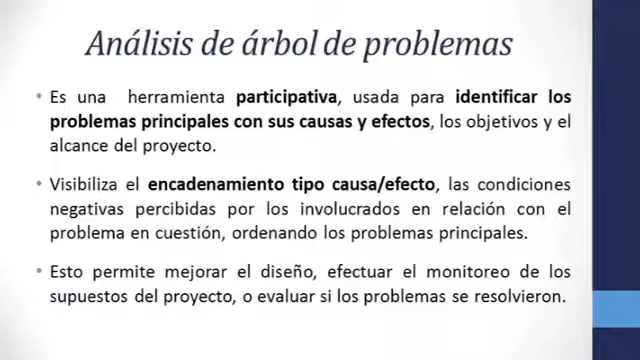 Análisis de árbol de problemas
• Es una herramienta participativa, usada para identificar los
problemas principales con sus causas y efectos, los objetivos y el
alcance del proyecto.
• Visibiliza el encadenamiento tipo causa/efecto, las condiciones
negativas percibidas por los involucrados en relación con el
problema en cuestión, ordenando los problemas principales.
• Esto permite mejorar el diseño, efectuar el monitoreo de los
supuestos del proyecto, o evaluar si los problemas se resolvieron.